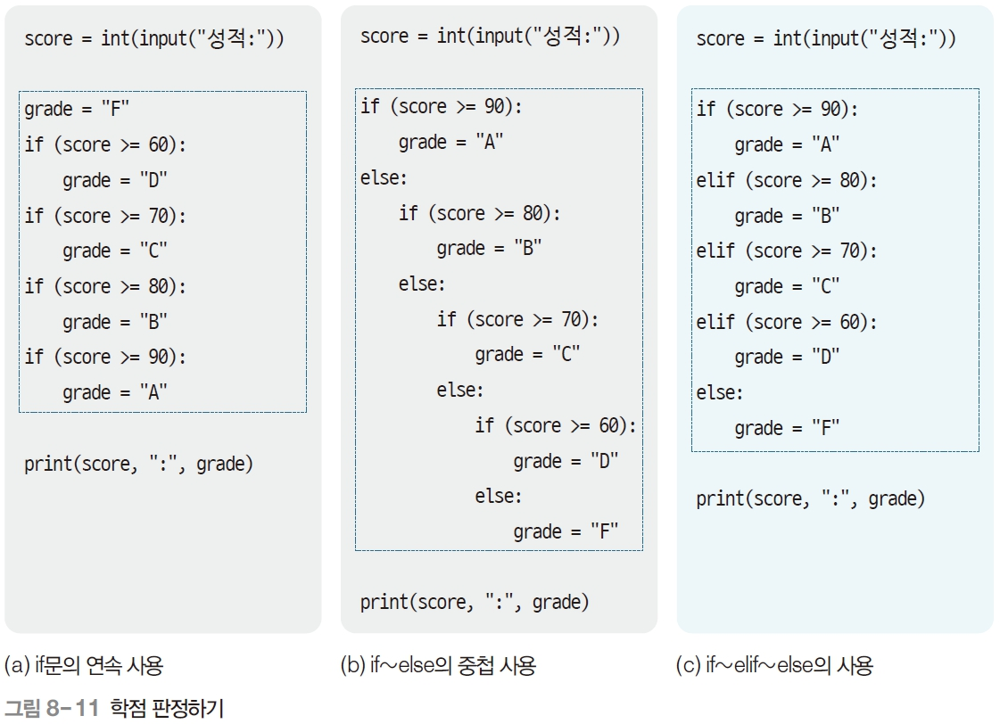 score = int(input("성적:"))
grade = "F"
if (score >= 60):
    grade = "D"
if (score >= 70):
    grade = "C"
if (score >= 80):
    grade = "B"
if (score >= 90):
    grade = "A"
print(score, ":", grade)
(a) if문의 연속 사용
score = int(input("성적:"))
if (score >= 90):
    grade = "A"
else:
    if (score >= 80):
        grade = "B"
    else:
        if (score >= 70):
            grade = "C"
        else:
            if (score >= 60):
                grade = "D"
            else:
                grade = "F"
print(score, ":", grade)
(b) if~else의 중첩 사용
score = int(input("성적:"))
if (score >= 90):
    grade = "A"
elif (score >= 80):
    grade = "B"
elif (score >= 70):
    grade = "C"
elif (score >= 60):
    grade = "D"
else:
    grade = "F"
print(score, ":", grade)
(c) if~elif~else의 사용
그림 8-11 학점 판정하기